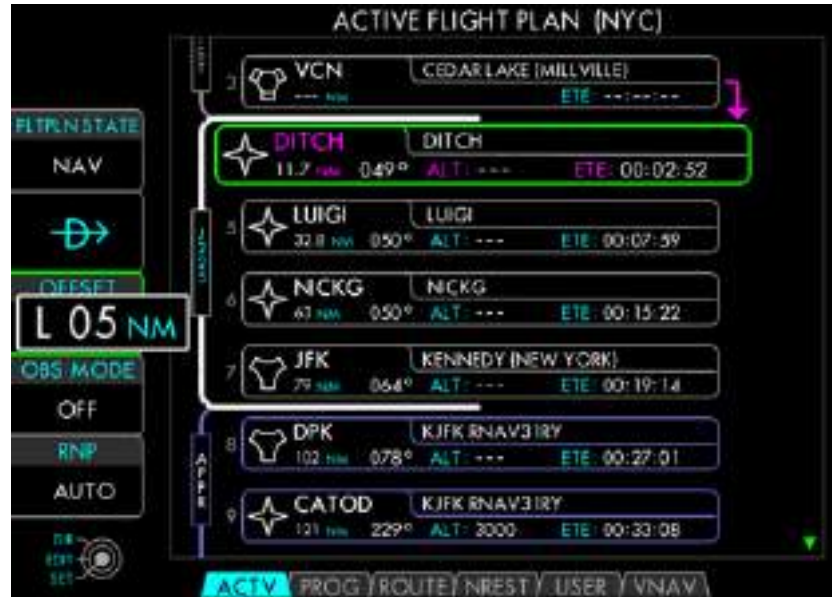 ACTIVE FLIGHT PLAN (NYC)
3 VCN CEDAR LAKE (MILLVILLE)
--- NM ETE: --:--:--
FLTPLN STATE
NAV
D
DITCH DITCH
11.7 NM 049° ALT: --- ETE: 00:02:52
5 LUIGI LUIGI
32.8 NM 050° ALT: --- ETE: 00:07:59
OFFSET
L 05 NM
6 NICKG NICKG
63 NM 050° ALT: --- ETE: 00:15:22
OBS MODE
OFF
7 JFK KENNEDY (NEW YORK)
79 NM 064° ALT: --- ETE: 00:19:14
RNP
AUTO
APPR
8 DPK KJFK RNAV31RY
102 NM 078° ALT: --- ETE: 00:27:01
9 CATOD KJFK RNAV31RY
121 NM 229° ALT: 3000 ETE: 00:33:08
EDIT
SET
ACTV PROG ROUTE NREST USER VNAV